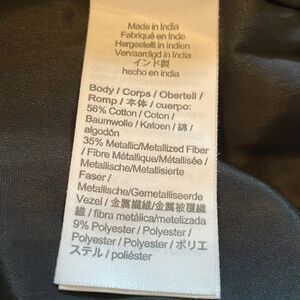 Made in India
Fabriqué en Inde
Hergestellt in Indien
Vervaardigd in India
インド製
hecho en india
Body / Corps / Oberteil /
Romp / 本体 / cuerpo:
56% Cotton / Coton /
Baumwolle / Katoen / 綿 /
algodón
35% Metallic/Metallized Fiber
/ Fibre Métallique/Métallisée /
Metallische/Metallisierte
Faser /
Metallische/Gemetalliseerde
Vezel / 金属繊維/金属被覆繊
維 / fibra metálica/metelizada
9% Polyester / Polyester /
Polyester / Polyester / ポリエ
ステル / poliéster